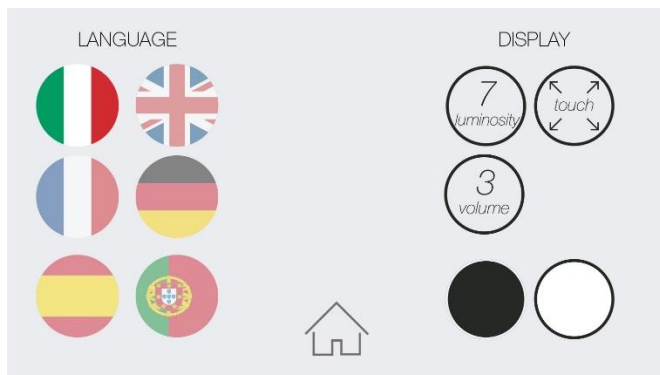 LANGUAGE
DISPLAY
7
luminosity
touch
3
volume